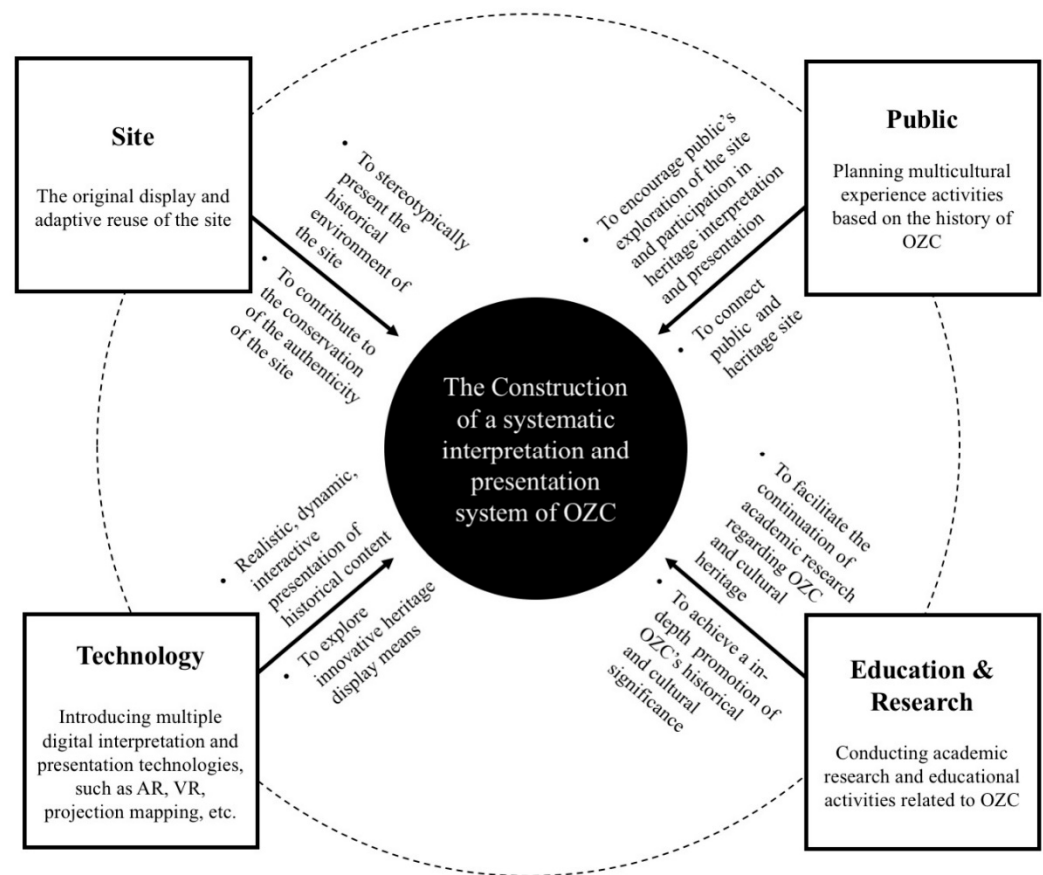 Site
The original display and
adaptive reuse of the site
• To stereotypically
present the
historical
environment of
the site
• To contribute to
the conservation
of the authenticity
of the site
Public
Planning multicultural
experience activities
based on the history of
OZC
• To encourage public's
exploration of the site
and participation in
heritage interpretation
and presentation
• To connect
public and
heritage site
The Construction
of a systematic
interpretation and
presentation
system of OZC
Technology
Introducing multiple
digital interpretation and
presentation technologies,
such as AR, VR,
projection mapping, etc.
• Realistic, dynamic,
interactive
presentation of
historical content
• To explore
innovative heritage
display means
Education &
Research
Conducting academic
research and educational
activities related to OZC
• To facilitate the
continuation of
academic research
regarding OZC
and cultural
heritage
• To achieve a in-
depth promotion of
OZC's historical
and cultural
significance